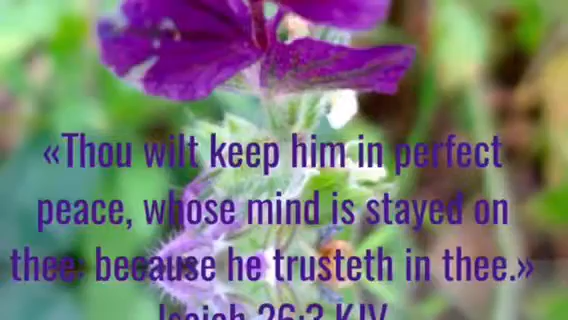 «Thou wilt keep him in perfect
peace, whose mind is stayed on
thee: because he trusteth in thee.»
Isaiah 26:3 KJV